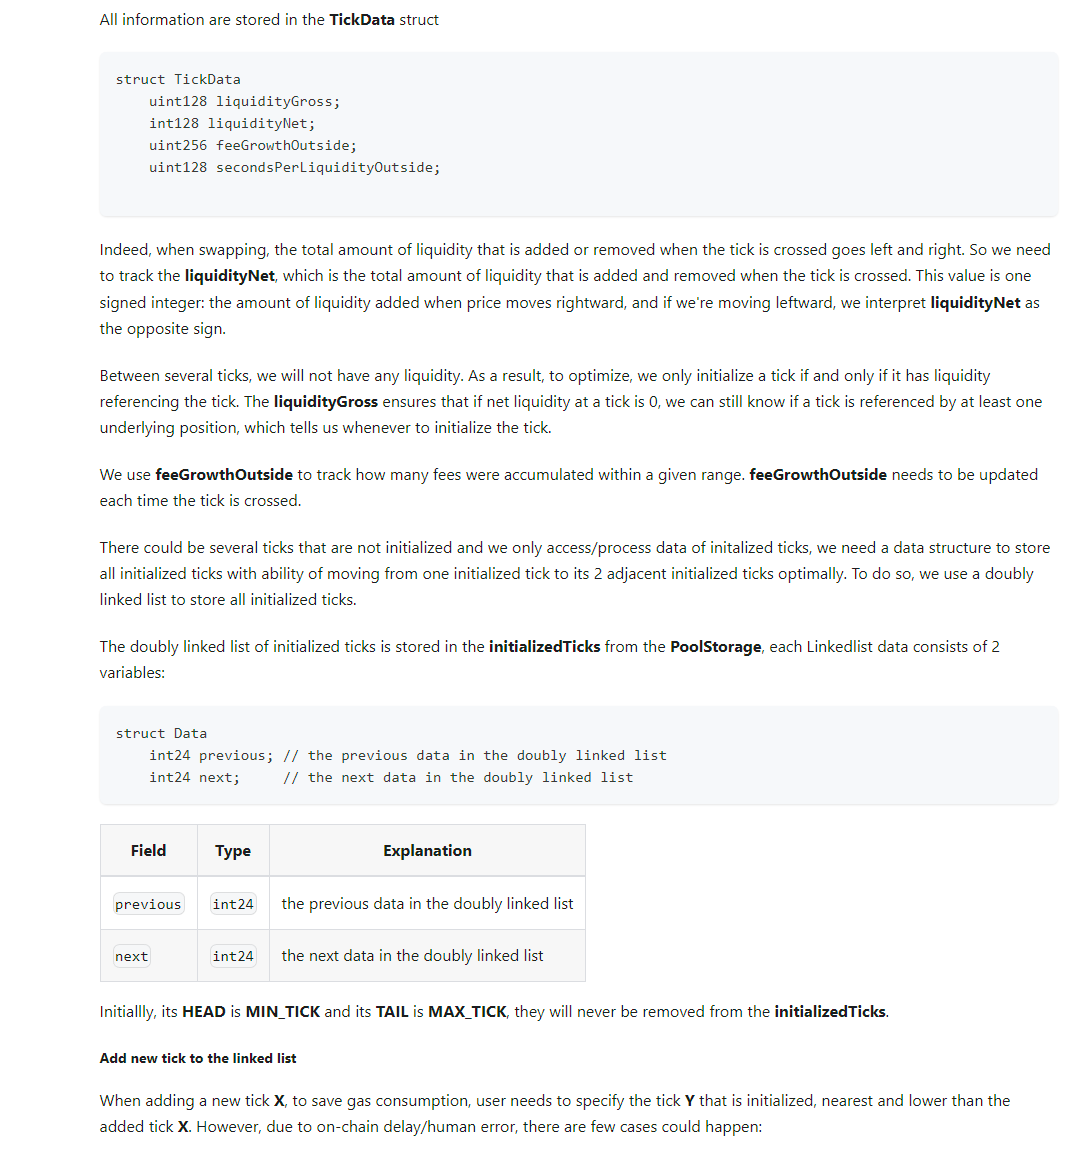 All information are stored in the TickData struct
struct TickData
uint128 liquidityGross;
int128 liquidityNet;
uint256 feeGrowthOutside;
uint128 secondsPerLiquidityOutside;
Indeed, when swapping, the total amount of liquidity that is added or removed when the tick is crossed goes left and right. So we need
to track the liquidityNet, which is the total amount of liquidity that is added and removed when the tick is crossed. This value is one
signed integer: the amount of liquidity added when price moves rightward, and if we're moving leftward, we interpret liquidityNet as
the opposite sign.
Between several ticks, we will not have any liquidity. As a result, to optimize, we only initialize a tick if and only if it has liquidity
referencing the tick. The liquidityGross ensures that if net liquidity at a tick is 0, we can still know if a tick is referenced by at least one
underlying position, which tells us whenever to initialize the tick.
We use feeGrowthOutside to track how many fees were accumulated within a given range. feeGrowthOutside needs to be updated
each time the tick is crossed.
There could be several ticks that are not initialized and we only access/process data of initalized ticks, we need a data structure to store
all initialized ticks with ability of moving from one initialized tick to its 2 adjacent initialized ticks optimally. To do so, we use a doubly
linked list to store all initialized ticks.
The doubly linked list of initialized ticks is stored in the initializedTicks from the PoolStorage, each Linkedlist data consists of 2
variables:
struct Data
int24 previous; // the previous data in the doubly linked list
int24 next; // the next data in the doubly linked list
Field Type Explanation
previous int24 the previous data in the doubly linked list
next int24 the next data in the doubly linked list
Initiallly, its HEAD is MIN_TICK and its TAIL is MAX_TICK, they will never be removed from the initializedTicks.
Add new tick to the linked list
When adding a new tick X, to save gas consumption, user needs to specify the tick Y that is initialized, nearest and lower than the
added tick X. However, due to on-chain delay/human error, there are few cases could happen: